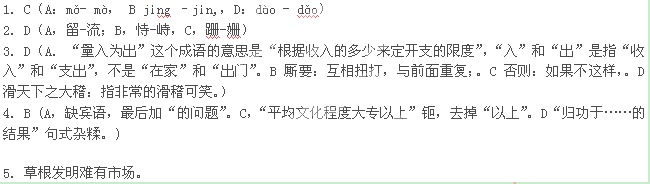 1. C（A：mǒ- mò， B jing －jin,,，D：dùo - dǎo）
2. D（A，留-流；B，恃-峙，C，跚-姗）
3. D（A. “量入为出”这个成语的意思是“根据收入的多少来定开支的限度”，“入”和“出”是指“收
入”和“支出”，不是“在家”和“出门”。B 厮要：互相扭打，与前面重复；。C 否则：如果不这样，。D
滑天下之大稽：指非常的滑稽可笑。）
4. B（A，缺宾语，最后加“的问题”。C，“平均文化程度大专以上”钜，去掉“以上”。D“归功于……的
结果”句式杂糅。）
5. 草根发明难有市场。